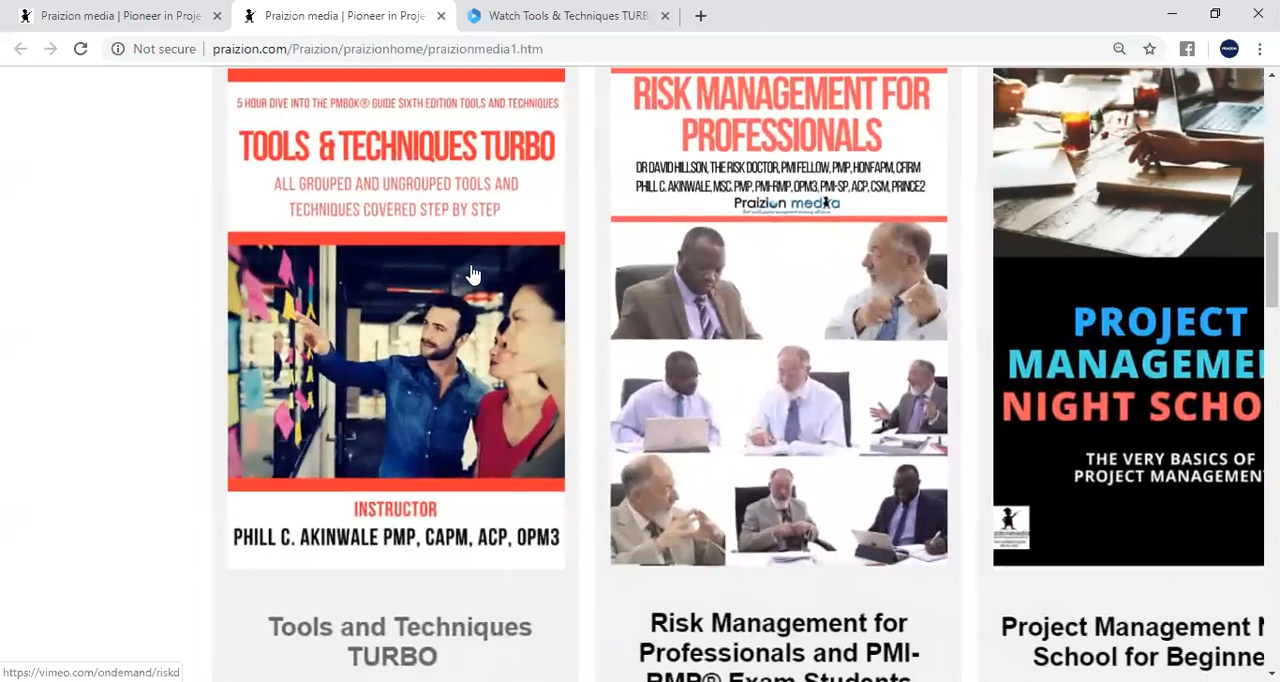 Praizion media | Pioneer in Proje
Praizion media | Pioneer in Proje
Watch Tools & Techniques TURB
Not secure
praizion.com/Praizion/praizionhome/praizionmedia1.htm
5 HOUR DIVE INTO THE PMBOK® GUIDE SIXTH EDITION TOOLS AND TECHNIQUES
TOOLS & TECHNIQUES TURBO
ALL GROUPED AND UNGROUPED TOOLS AND
TECHNIQUES COVERED STEP BY STEP
INSTRUCTOR
PHILL C. AKINWALE PMP, CAPM, ACP, OPM3
Tools and Techniques
TURBO
RISK MANAGEMENT FOR
PROFESSIONALS
DR DAVID HILLSON, THE RISK DOCTOR, PMI FELLOW, PMP, HONFAPM, CFIRM
PHILL C. AKINWALE, MSC. PMP, PMI-RMP, OPM3, PMI-SP, ACP, CSM, PRINCE2
Praizion media
Risk Management for
Professionals and PMI-
RMP® Exam Students
PROJECT
MANAGEME
NIGHT SCHO
THE VERY BASICS OF
PROJECT MANAGEMENT
Project Management N
School for Beginne
https://vimeo.com/ondemand/riskd